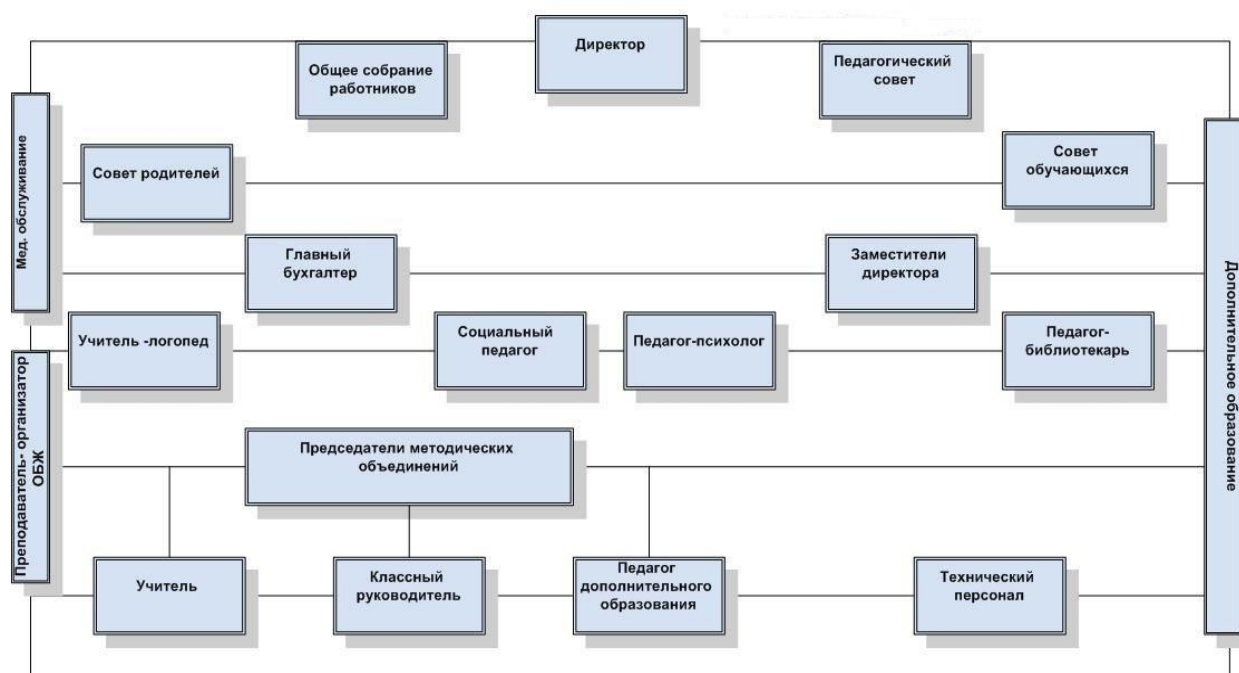 Директор
Общее собрание
работников
Педагогический
совет
Мед. обслуживание
Совет родителей
Совет
обучающихся
Дополнительное образование
Главный
бухгалтер
Заместители
директора
Учитель -логопед
Социальный
педагог
Педагог-психолог
Педагог-
библиотекарь
Преподаватель- организатор
ОБЖ
Председатели методических
объединений
Учитель
Классный
руководитель
Педагог
дополнительного
образования
Технический
персонал